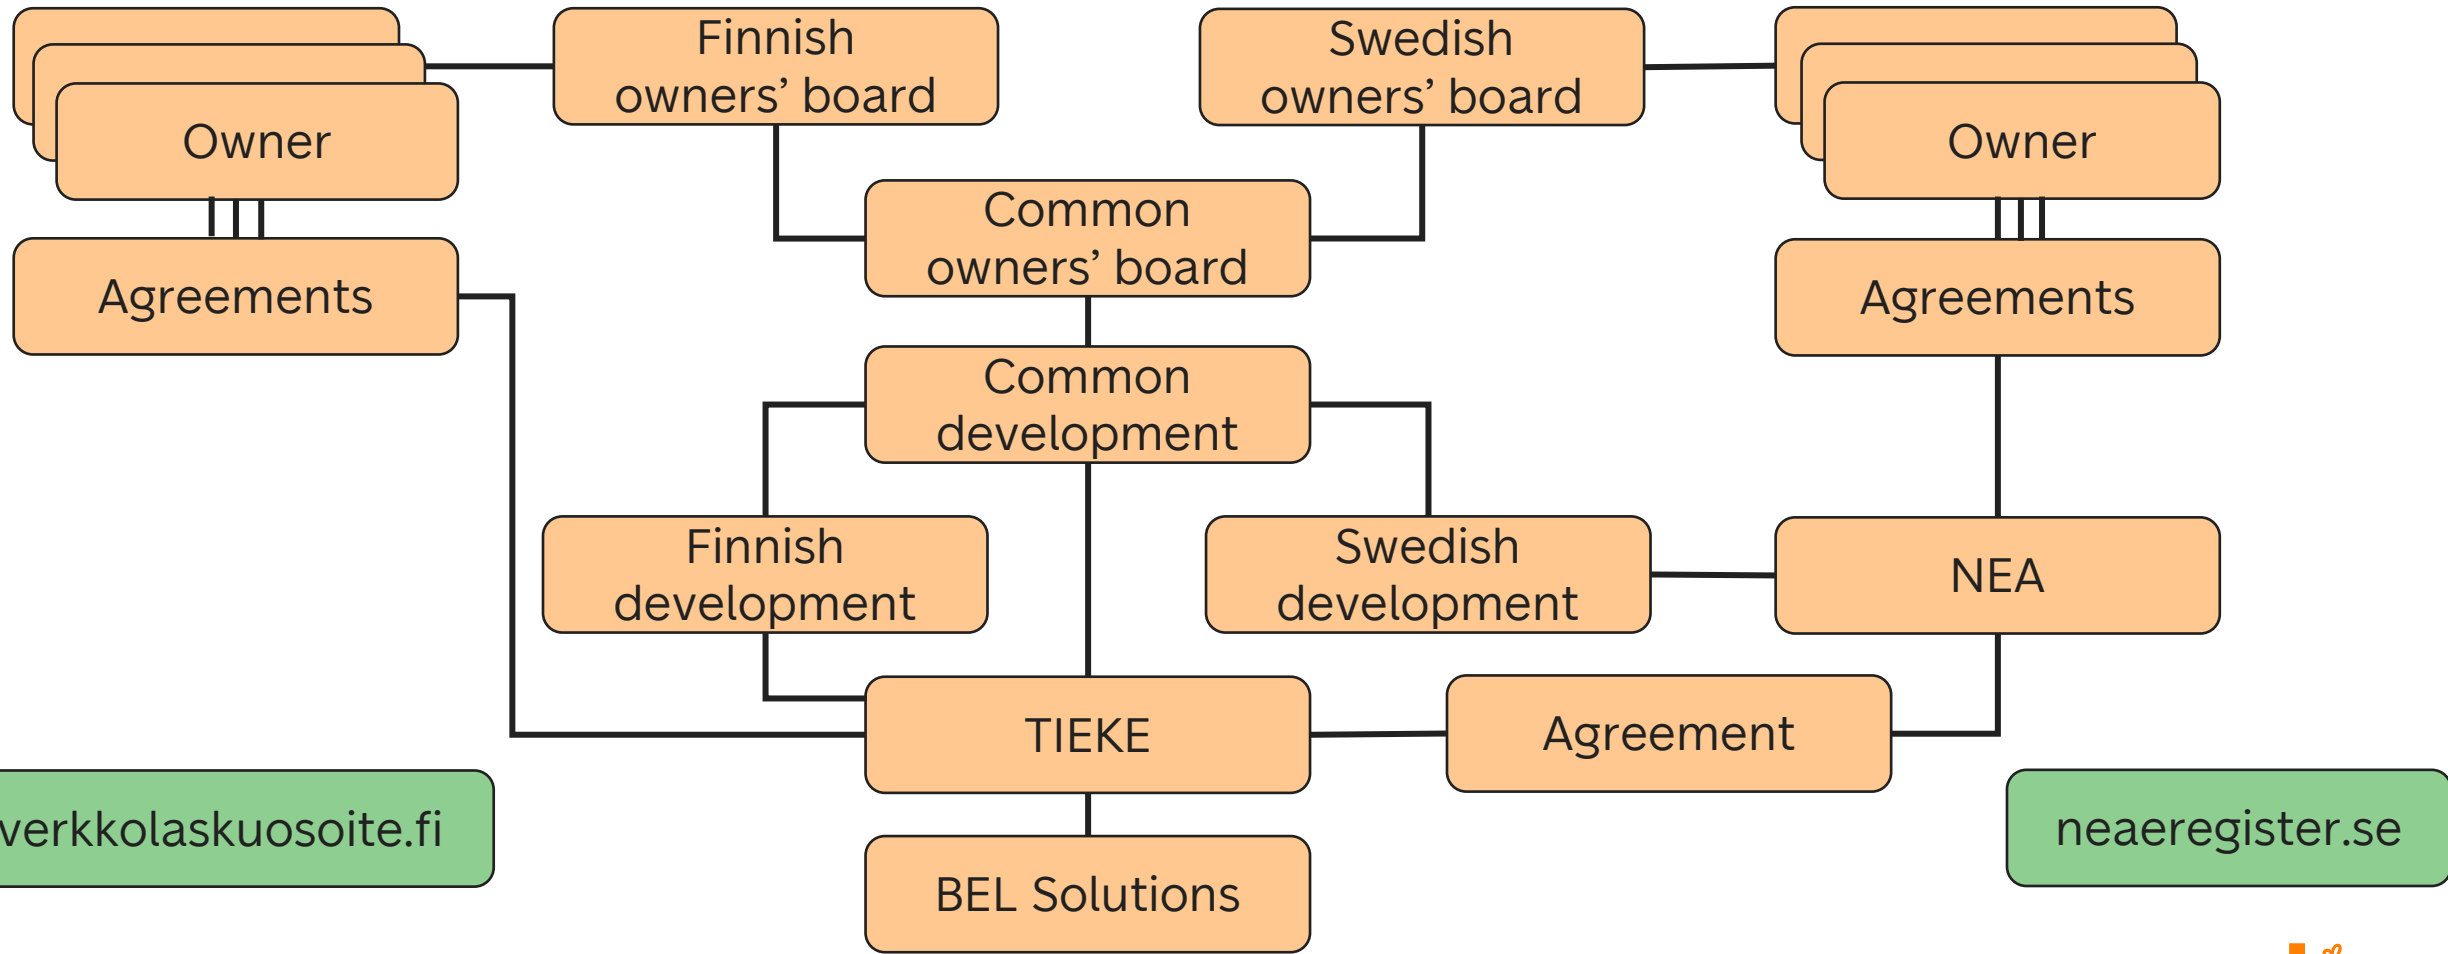 Finnish
owners’ board
Swedish
owners’ board
Owner
Owner
Common
owners’ board
Agreements
Agreements
Common
development
Finnish
development
Swedish
development
NEA
TIEKE
Agreement
verkkolaskuosoite.fi
neaeregister.se
BEL Solutions